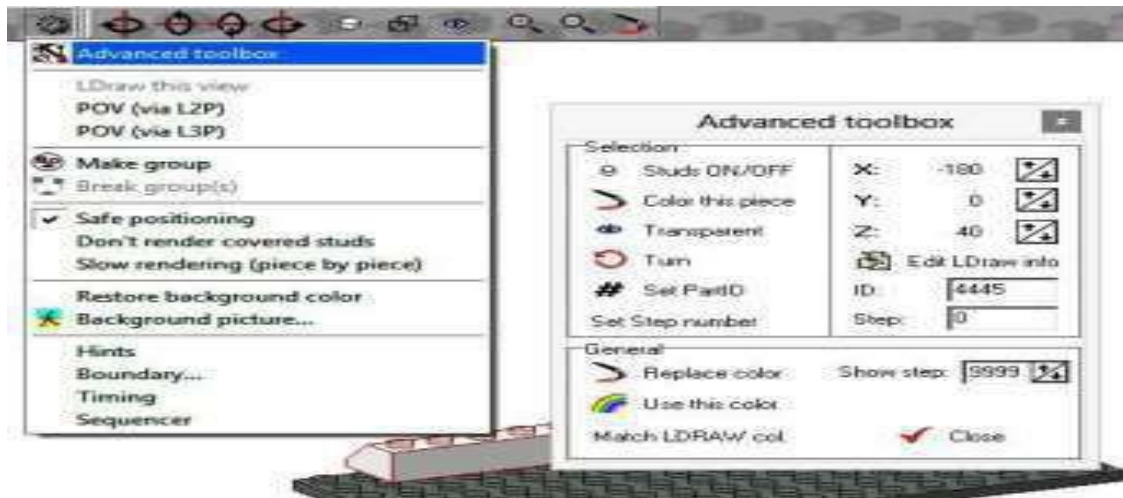 Advanced toolbox
LDraw this view
POV (via L2P)
POV (via L3P)
Make group
Break group(s)
Safe positioning
Don't render covered studs
Slow rendering (piece by piece)
Restore background color
Background picture...
Hints
Boundary...
Timing
Sequencer
Advanced toolbox
Selection
Studs ON/OFF
Color this piece
Transparent
Turn
Set PartID
Set Step number
X: -180
Y: 0
Z: 40
Edit LDraw info
ID: 4445
Step: 0
General
Replace color
Use this color
Match LDRAW col.
Show step: 9999
Close